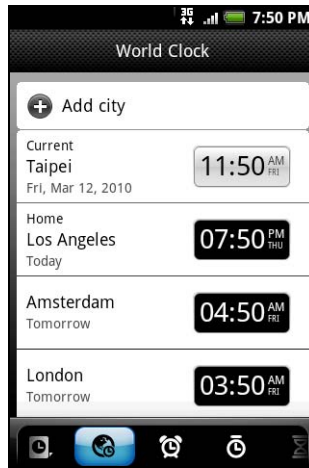 3G 7:50 PM
World Clock
Add city
Current
Taipei
Fri, Mar 12, 2010
11:50 AM FRI
Home
Los Angeles
Today
07:50 PM THU
Amsterdam
Tomorrow
04:50 AM FRI
London
Tomorrow
03:50 AM FRI